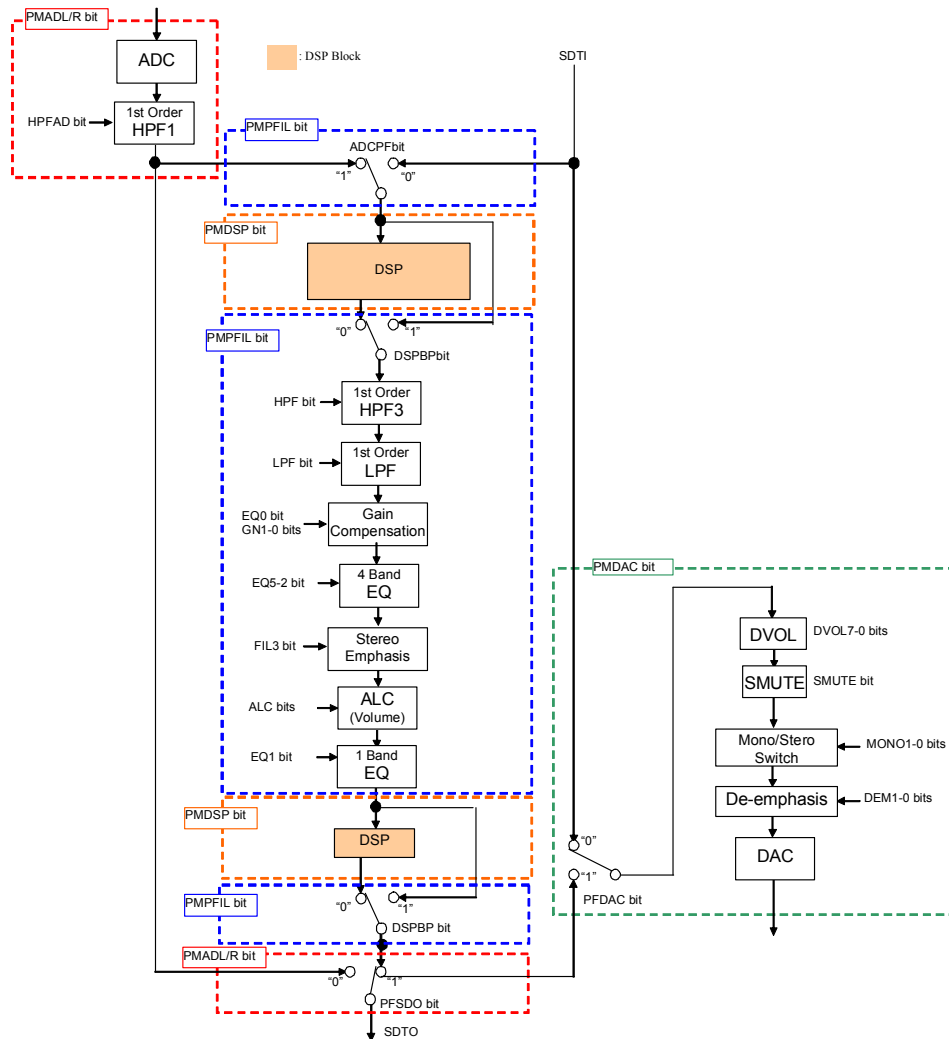 PMADL/R bit
ADC
: DSP Block
SDTI
HPFAD bit
1st Order
HPF1
PMPFIL bit
ADCPFbit
"1"
"0"
PMDSP bit
DSP
PMPFIL bit
"0"
"1"
DSPBPbit
HPF bit
1st Order
HPF3
LPF bit
1st Order
LPF
EQ0 bit
GN1-0 bits
Gain
Compensation
EQ5-2 bit
4 Band
EQ
FIL3 bit
Stereo
Emphasis
ALC bits
ALC
(Volume)
EQ1 bit
1 Band
EQ
PMDSP bit
DSP
PMPFIL bit
"0"
"1"
DSPBP bit
PMADL/R bit
"0"
"1"
PFSDO bit
SDTO
PMDAC bit
DVOL
DVOL7-0 bits
SMUTE
SMUTE bit
Mono/Stero
Switch
MONO1-0 bits
De-emphasis
DEM1-0 bits
DAC
"0"
"1"
PFDAC bit